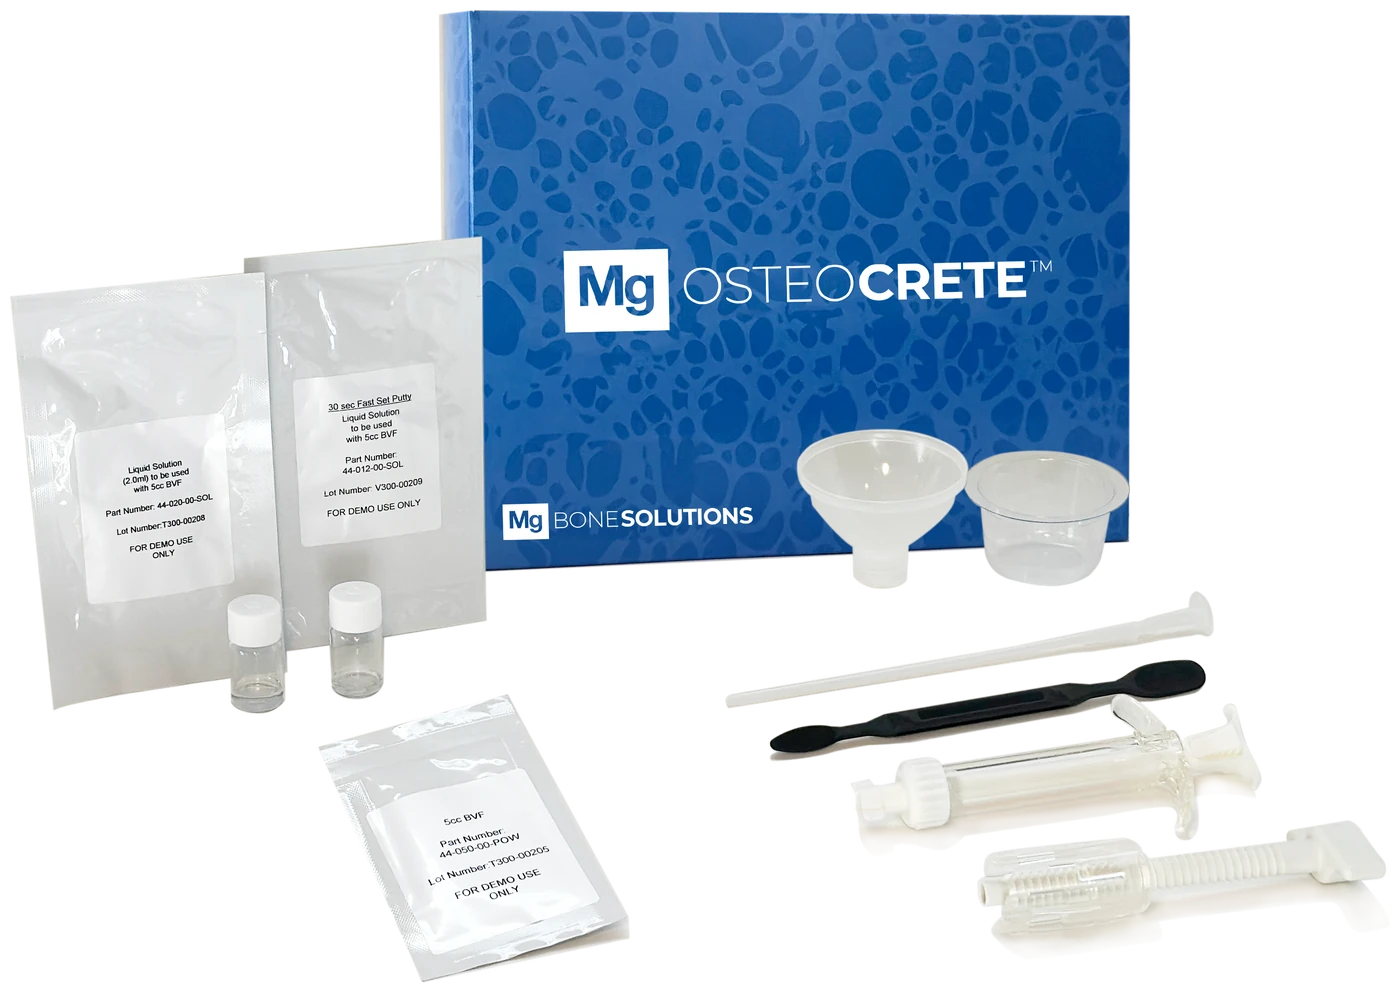 Mg OSTEOCRETE™
Mg BONESOLUTIONS
Liquid Solution
(2.0ml) to be used
with 5cc BVF
Part Number: 44-020-00-SOL
Lot Number:T300-00208
FOR DEMO USE
ONLY
30 sec Fast Set Putty
Liquid Solution
to be used
with 5cc BVF
Part Number:
44-012-00-SOL
Lot Number: V300-00209
FOR DEMO USE ONLY
5cc BVF
Part Number:
44-050-00-POW
Lot Number:T300-00205
FOR DEMO USE
ONLY